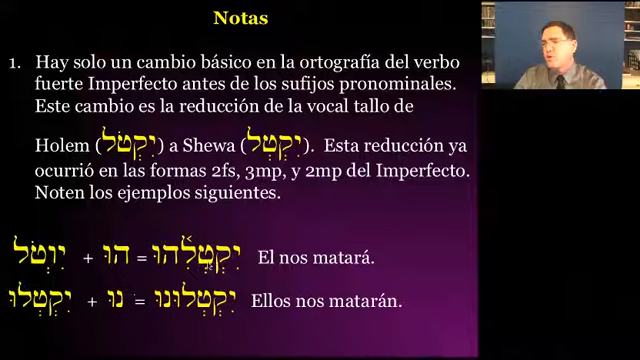 Notas
1. Hay solo un cambio básico en la ortografía del verbo
fuerte Imperfecto antes de los sufijos pronominales.
Este cambio es la reducción de la vocal tallo de
Holem (יִקְטֹל) a Shewa (יִקְטְל). Esta reducción ya
ocurrió en las formas 2fs, 3mp, y 2mp del Imperfecto.
Noten los ejemplos siguientes.
יִוְטֹל + הוּ = יִקְטְלִהוּ El nos matará.
יִקְטְלוּ + נוּ = יִקְטְלוּנוּ Ellos nos matarán.